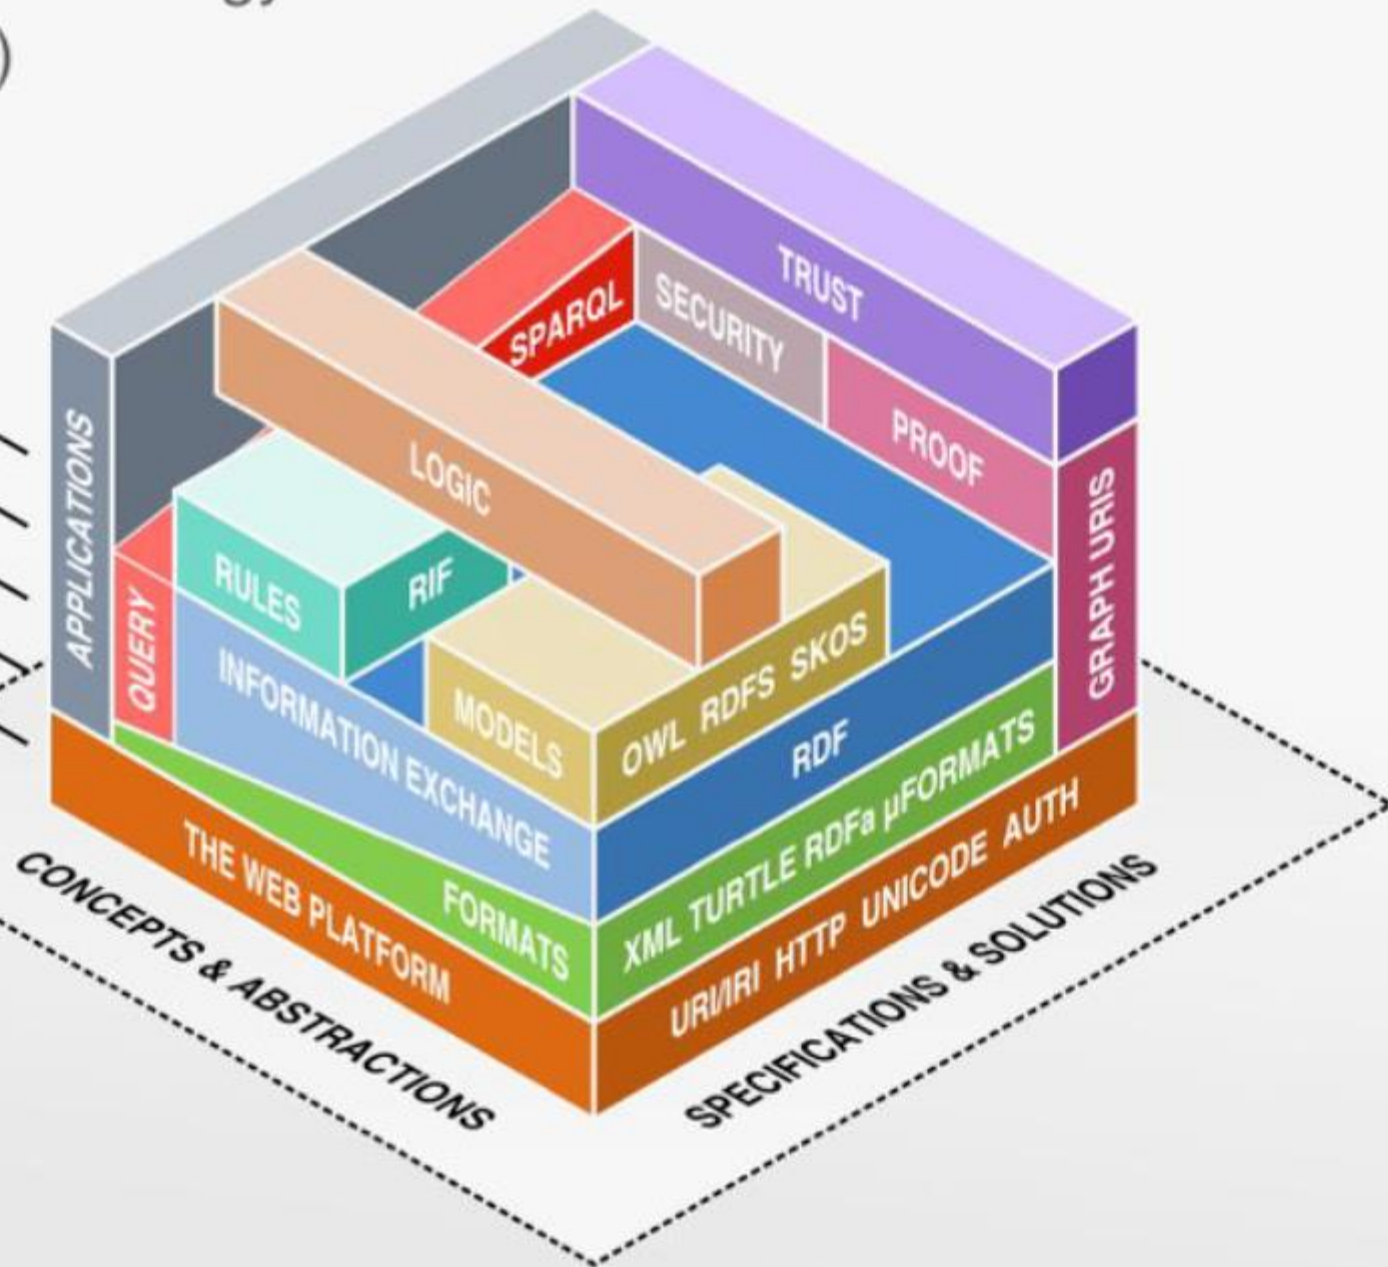 )
TRUST
SECURITY
SPARQL
PROOF
LOGIC
APPLICATIONS
RULES
RIF
QUERY
GRAPH URIS
INFORMATION EXCHANGE
MODELS
OWL RDFS SKOS
RDF
FORMATS
XML TURTLE RDFa µFORMATS
THE WEB PLATFORM
URI/IRI HTTP UNICODE AUTH
CONCEPTS & ABSTRACTIONS
SPECIFICATIONS & SOLUTIONS